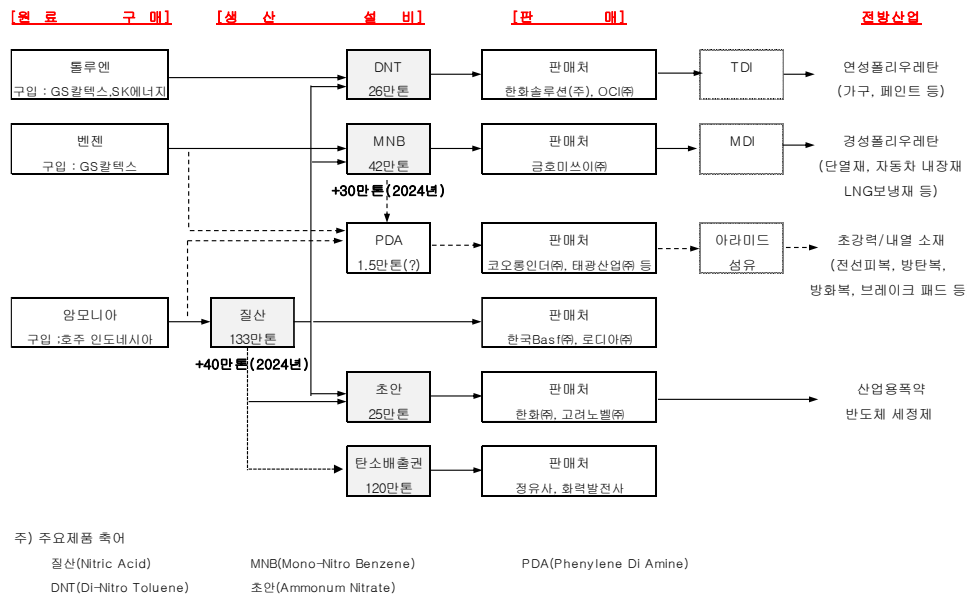 [원 료 구 매] [생 산 설 비] [판 매] 전방산업
톨루엔
구입 : GS칼텍스,SK에너지
DNT
26만톤
판매처
한화솔루션(주), OCI㈜
TDI
연성폴리우레탄
(가구, 페인트 등)
벤젠
구입 : GS칼텍스
MNB
42만톤
+30만톤(2024년)
판매처
금호미쓰이㈜
MDI
경성폴리우레탄
(단열재, 자동차 내장재
LNG보냉재 등)
PDA
1.5만톤(?)
판매처
코오롱인더㈜, 태광산업㈜ 등
아라미드
섬유
초강력/내열 소재
(전선피복, 방탄복,
방화복, 브레이크 패드 등
암모니아
구입 ;호주 인도네시아
질산
133만톤
+40만톤(2024년)
판매처
한국Basf㈜, 로디아㈜
초안
25만톤
판매처
한화㈜, 고려노벨㈜
산업용폭약
반도체 세정제
탄소배출권
120만톤
판매처
정유사, 화력발전사
주) 주요제품 축어
질산(Nitric Acid) MNB(Mono-Nitro Benzene) PDA(Phenylene Di Amine)
DNT(Di-Nitro Toluene) 초안(Ammonum Nitrate)